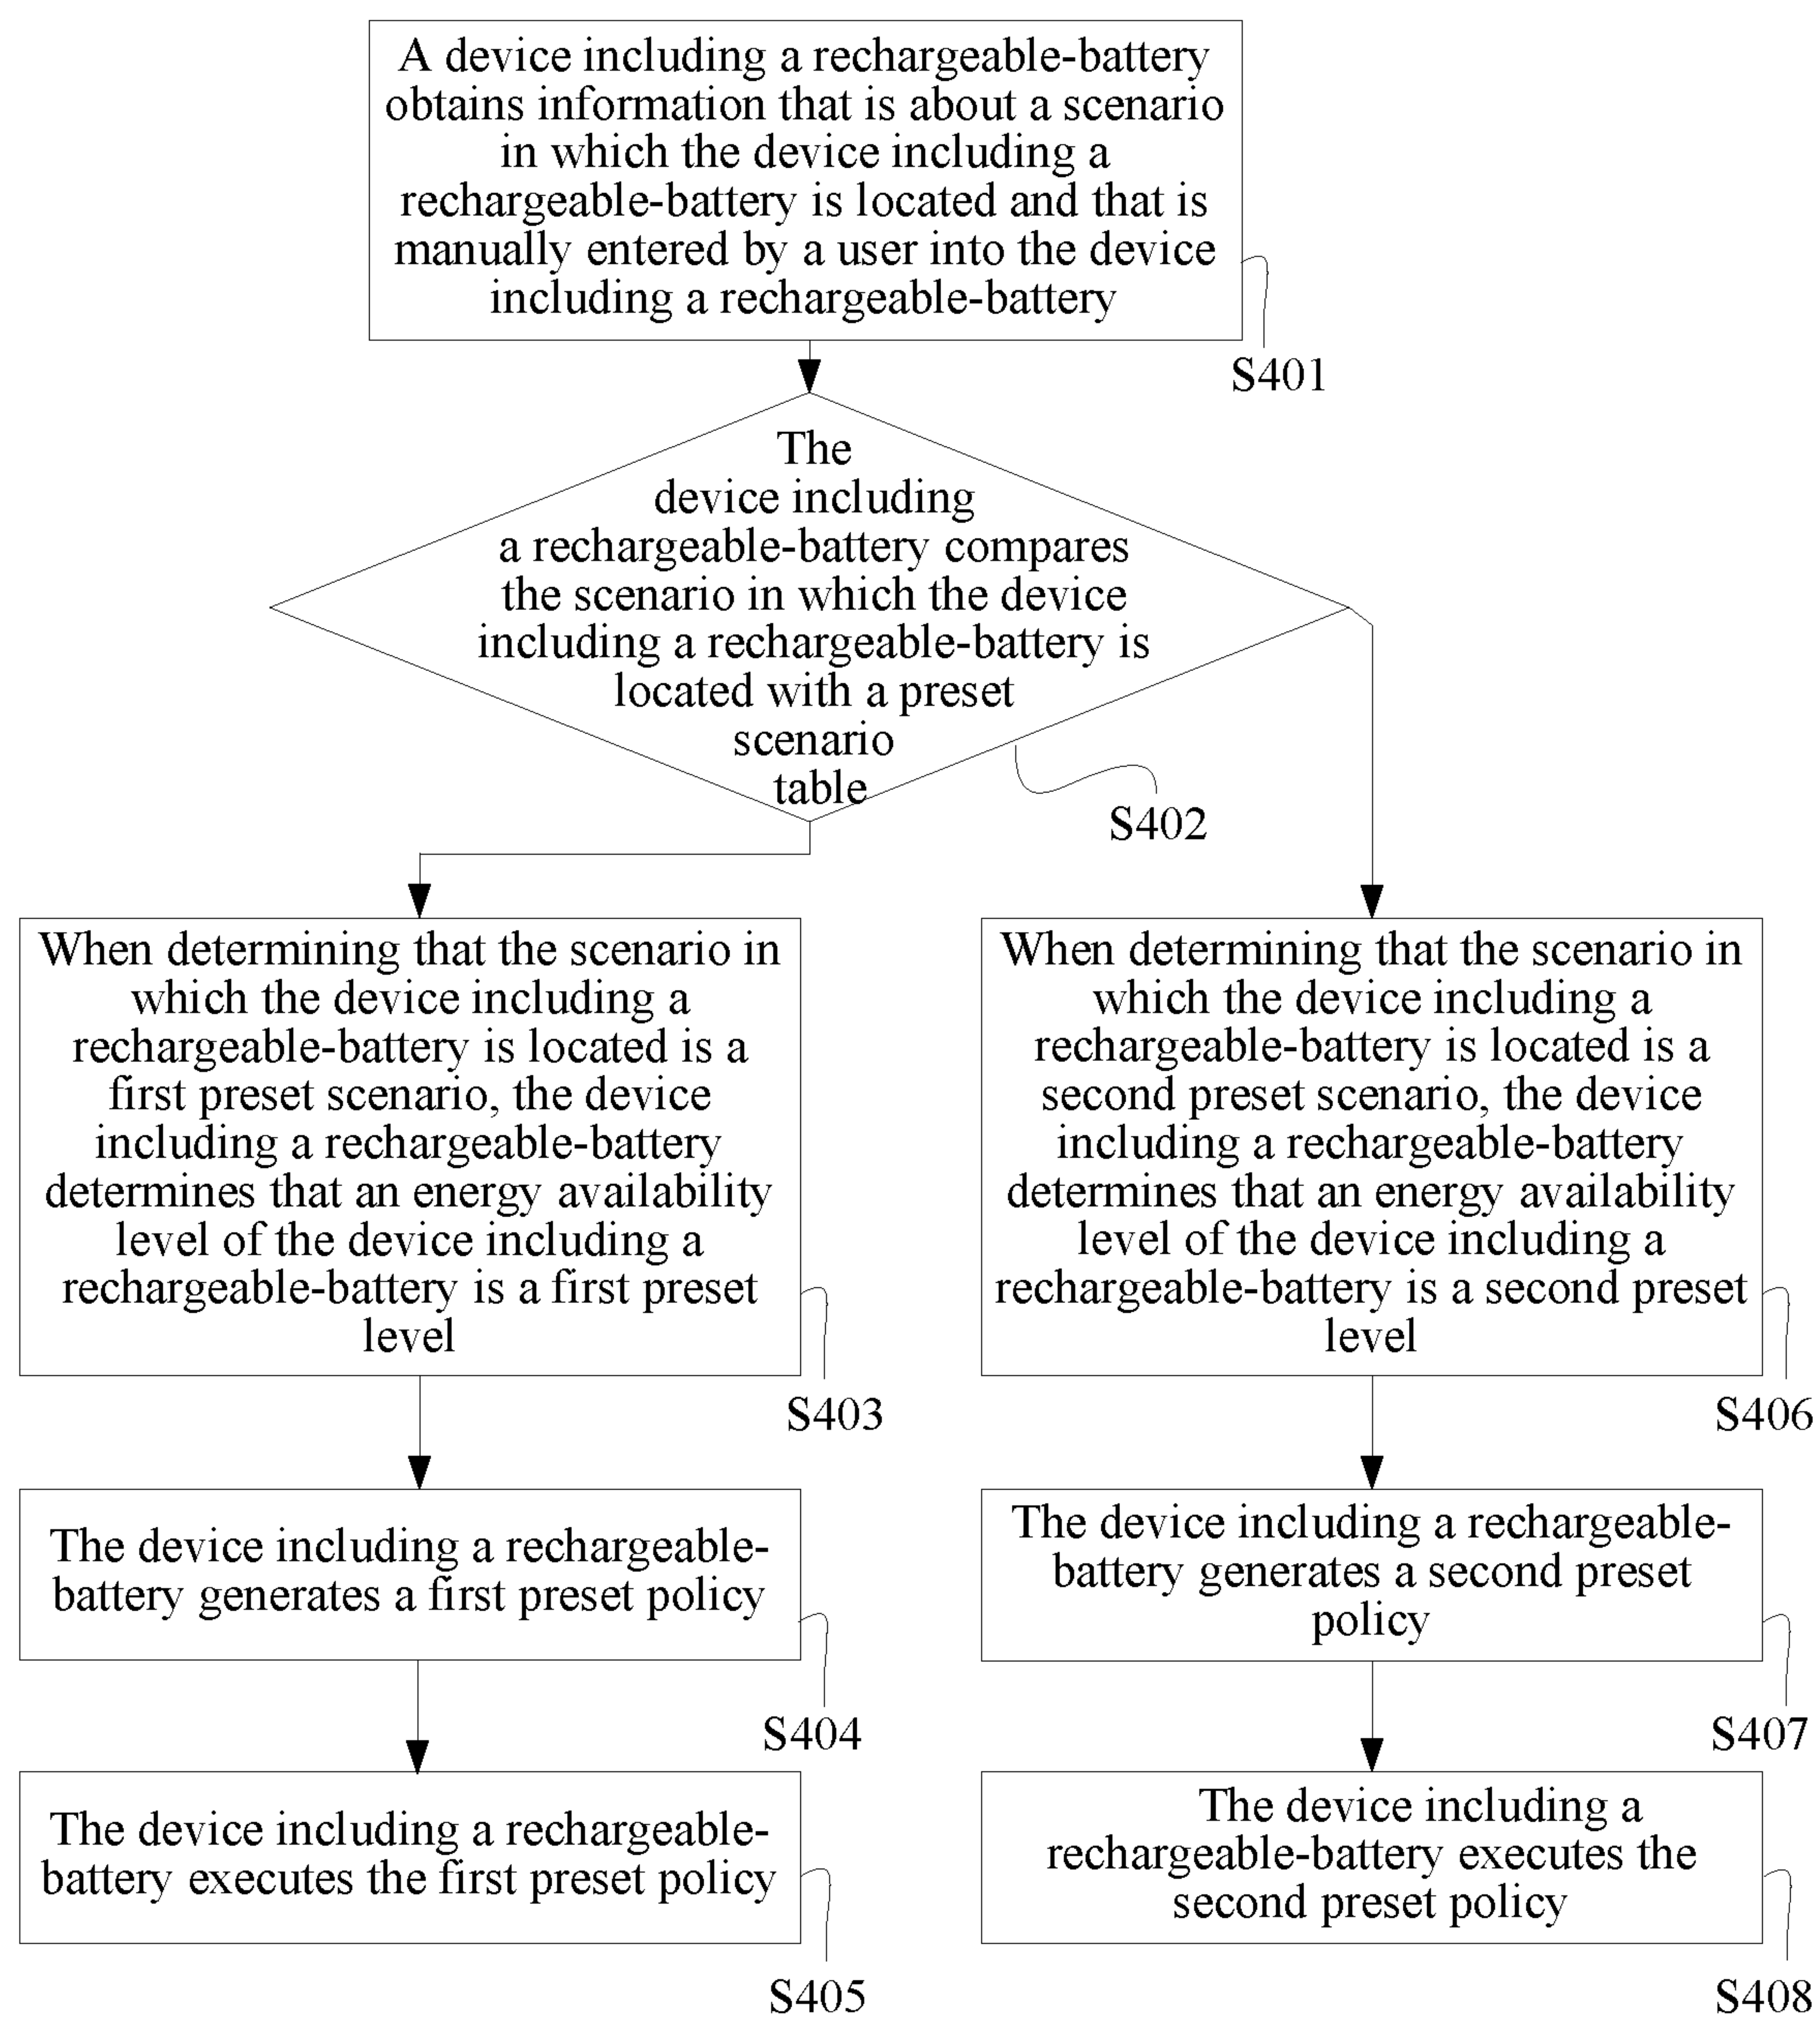 A device including a rechargeable-battery
obtains information that is about a scenario
in which the device including a
rechargeable-battery is located and that is
manually entered by a user into the device
including a rechargeable-battery
S401
The
device including
a rechargeable-battery compares
the scenario in which the device
including a rechargeable-battery is
located with a preset
scenario
table
S402
When determining that the scenario in
which the device including a
rechargeable-battery is located is a
first preset scenario, the device
including a rechargeable-battery
determines that an energy availability
level of the device including a
rechargeable-battery is a first preset
level
S403
The device including a rechargeable-
battery generates a first preset policy
S404
The device including a rechargeable-
battery executes the first preset policy
S405
When determining that the scenario in
which the device including a
rechargeable-battery is located is a
second preset scenario, the device
including a rechargeable-battery
determines that an energy availability
level of the device including a
rechargeable-battery is a second preset
level
S406
The device including a rechargeable-
battery generates a second preset
policy
S407
The device including a
rechargeable-battery executes the
second preset policy
S408